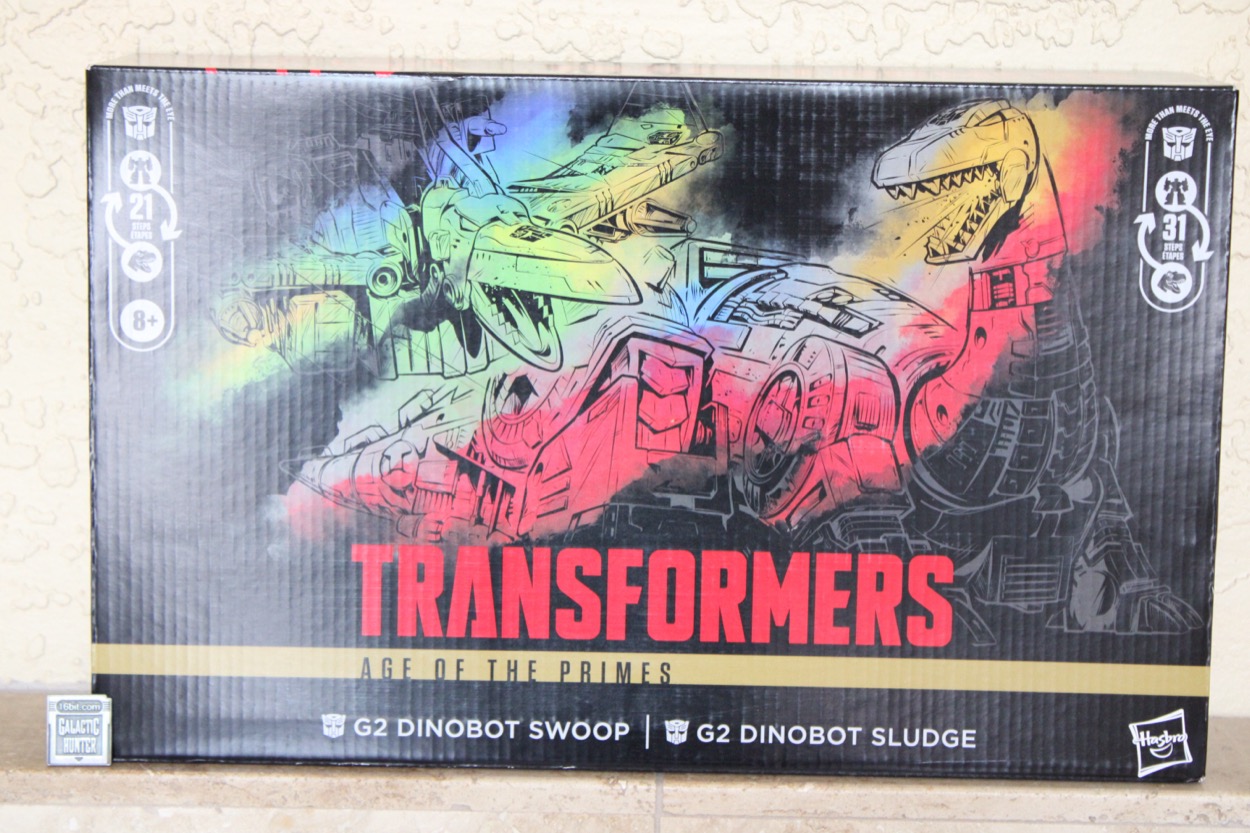 MORE THAN MEETS THE EYE
21
STEPS
ÉTAPES
8+
MORE THAN MEETS THE EYE
31
STEPS
ÉTAPES
TRANSFORMERS
AGE OF THE PRIMES
G2 DINOBOT SWOOP | G2 DINOBOT SLUDGE
Hasbro
16bit.com
GALACTIC
HUNTER